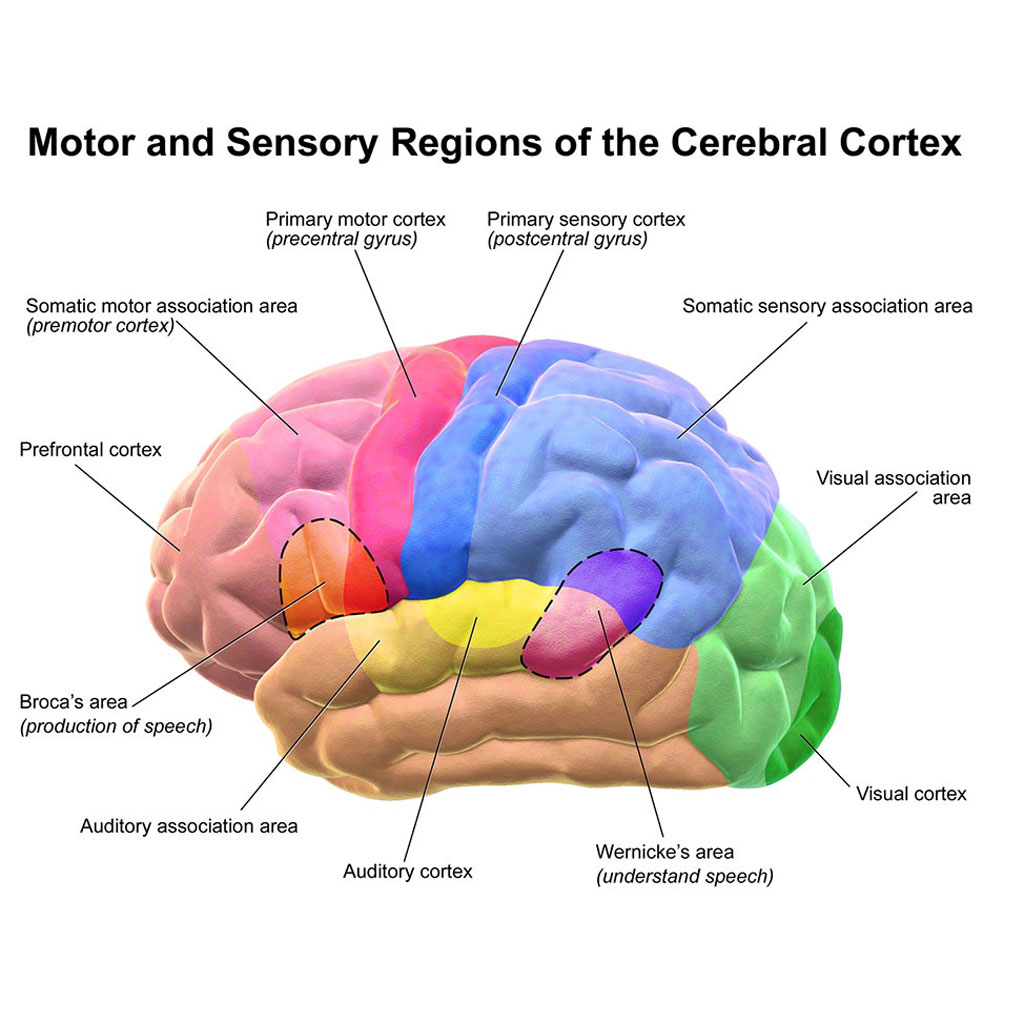 Motor and Sensory Regions of the Cerebral Cortex
Primary motor cortex
(precentral gyrus)
Primary sensory cortex
(postcentral gyrus)
Somatic motor association area
(premotor cortex)
Somatic sensory association area
Prefrontal cortex
Visual association
area
Broca's area
(production of speech)
Visual cortex
Auditory association area
Auditory cortex
Wernicke's area
(understand speech)